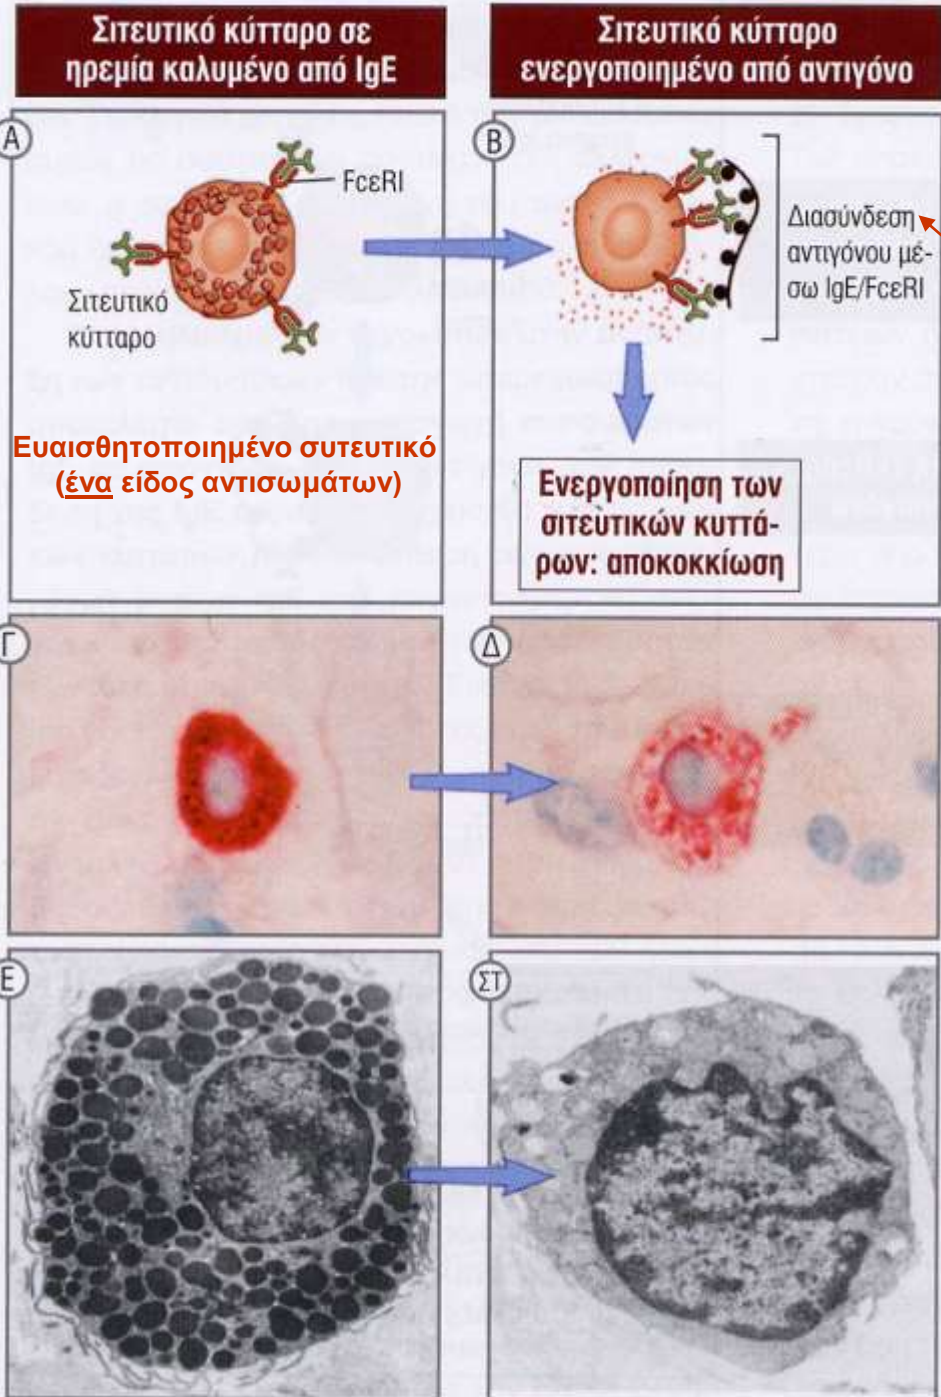 Σιτευτικό κύτταρο σε
ηρεμία καλυμένο από IgE
Σιτευτικό κύτταρο
ενεργοποιημένο από αντιγόνο
Α
FcεRI
Σιτευτικό
κύτταρο
Ευαισθητοποιημένο συτευτικό
(ένα είδος αντισωμάτων)
Β
Διασύνδεση
αντιγόνου μέ-
σω IgE/FcεRI
Ενεργοποίηση των
σιτευτικών κυττά-
ρων: αποκοκκίωση
Γ
Δ
Ε
ΣΤ